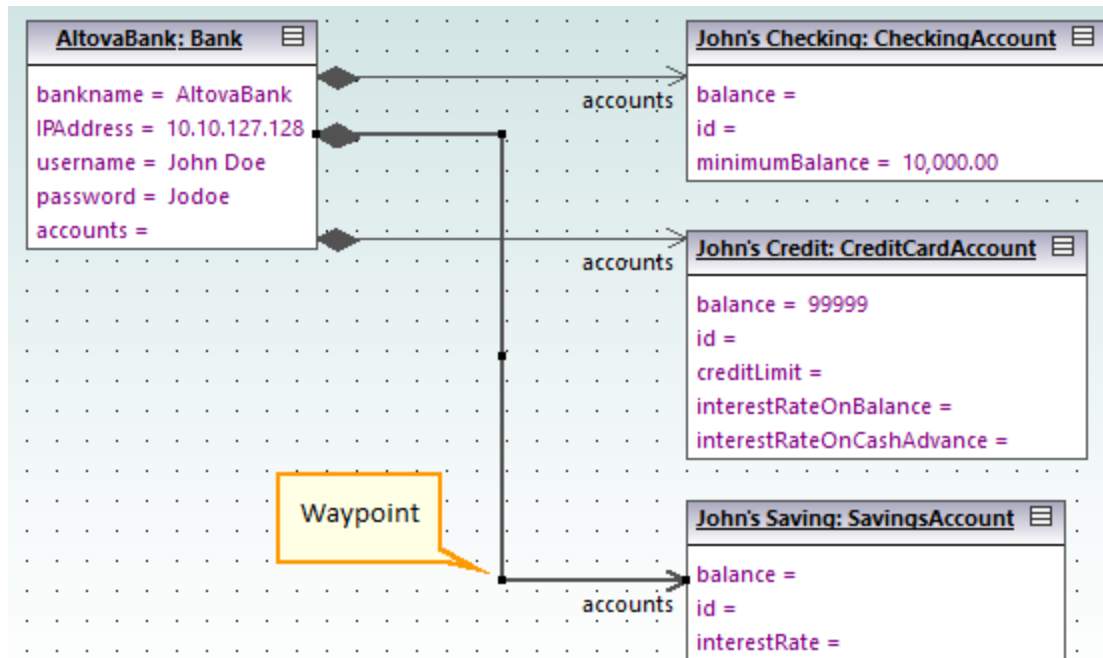 AltovaBank: Bank
bankname = AltovaBank
IPAddress = 10.10.127.128
username = John Doe
password = Jodoe
accounts =
John's Checking: CheckingAccount
balance =
id =
minimumBalance = 10,000.00
accounts
John's Credit: CreditCardAccount
balance = 99999
id =
creditLimit =
interestRateOnBalance =
interestRateOnCashAdvance =
accounts
Waypoint
John's Saving: SavingsAccount
balance =
id =
interestRate =
accounts